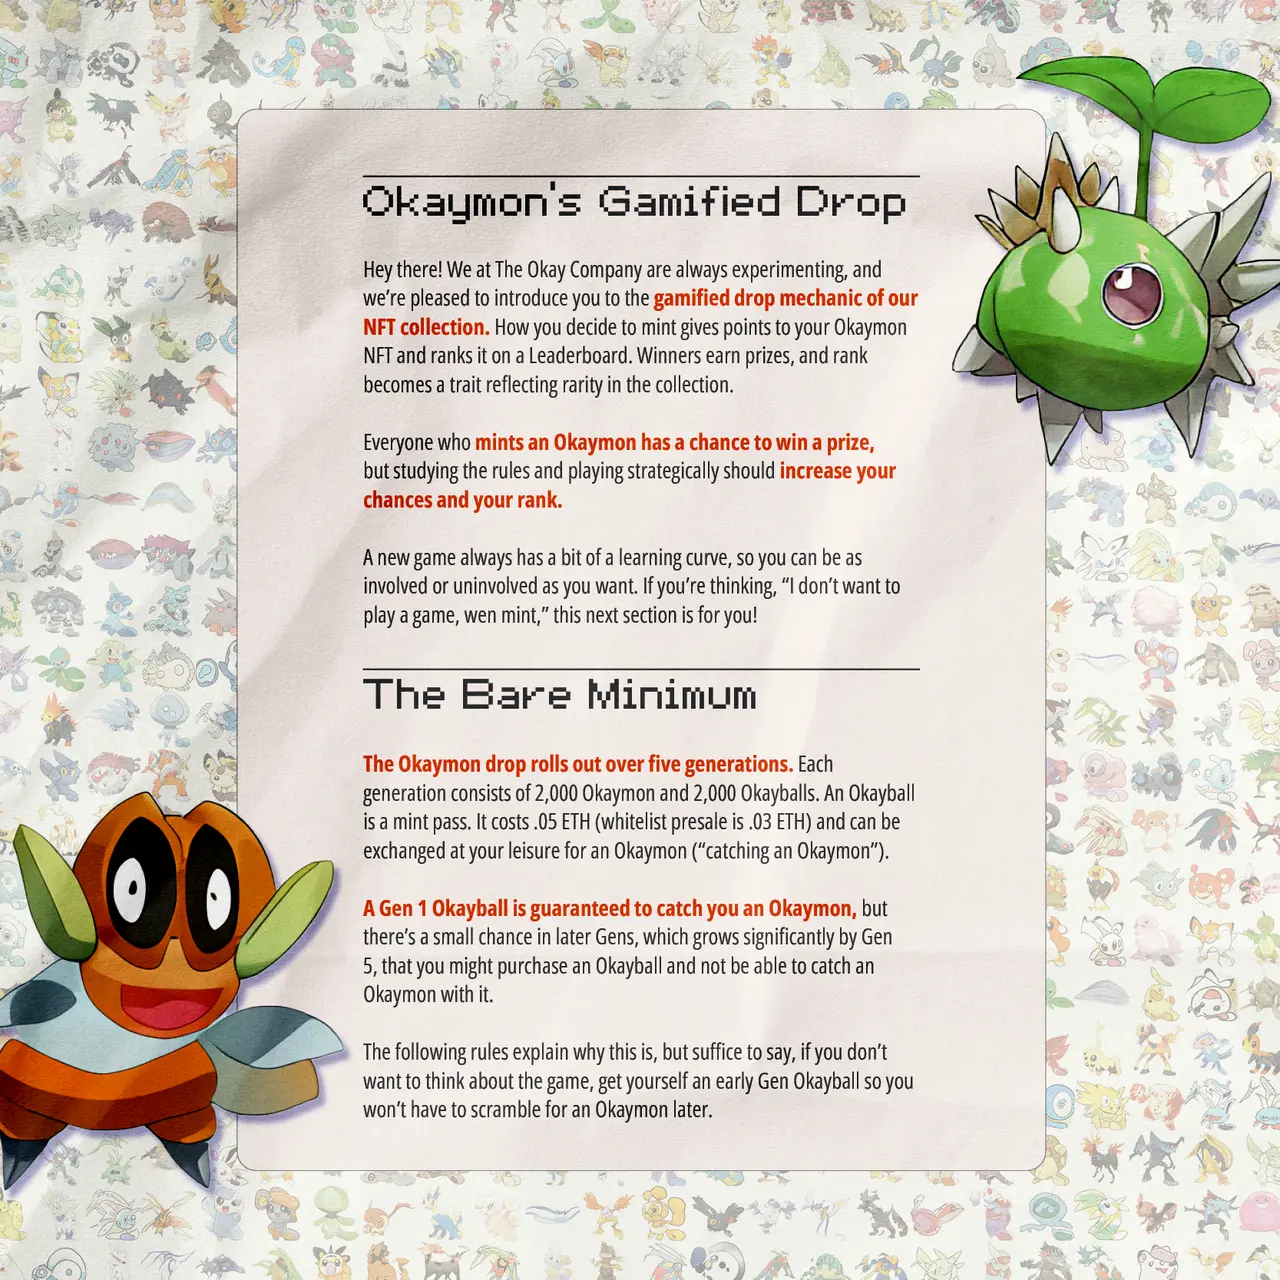 Okaymon's Gamified Drop
Hey there! We at The Okay Company are always experimenting, and
we’re pleased to introduce you to the gamified drop mechanic of our
NFT collection. How you decide to mint gives points to your Okaymon
NFT and ranks it on a Leaderboard. Winners earn prizes, and rank
becomes a trait reflecting rarity in the collection.
Everyone who mints an Okaymon has a chance to win a prize,
but studying the rules and playing strategically should increase your
chances and your rank.
A new game always has a bit of a learning curve, so you can be as
involved or uninvolved as you want. If you’re thinking, “I don’t want to
play a game, wen mint,” this next section is for you!
The Bare Minimum
The Okaymon drop rolls out over five generations. Each
generation consists of 2,000 Okaymon and 2,000 Okayballs. An Okayball
is a mint pass. It costs .05 ETH (whitelist presale is .03 ETH) and can be
exchanged at your leisure for an Okaymon (“catching an Okaymon”).
A Gen 1 Okayball is guaranteed to catch you an Okaymon, but
there’s a small chance in later Gens, which grows significantly by Gen
5, that you might purchase an Okayball and not be able to catch an
Okaymon with it.
The following rules explain why this is, but suffice to say, if you don’t
want to think about the game, get yourself an early Gen Okayball so you
won’t have to scramble for an Okaymon later.